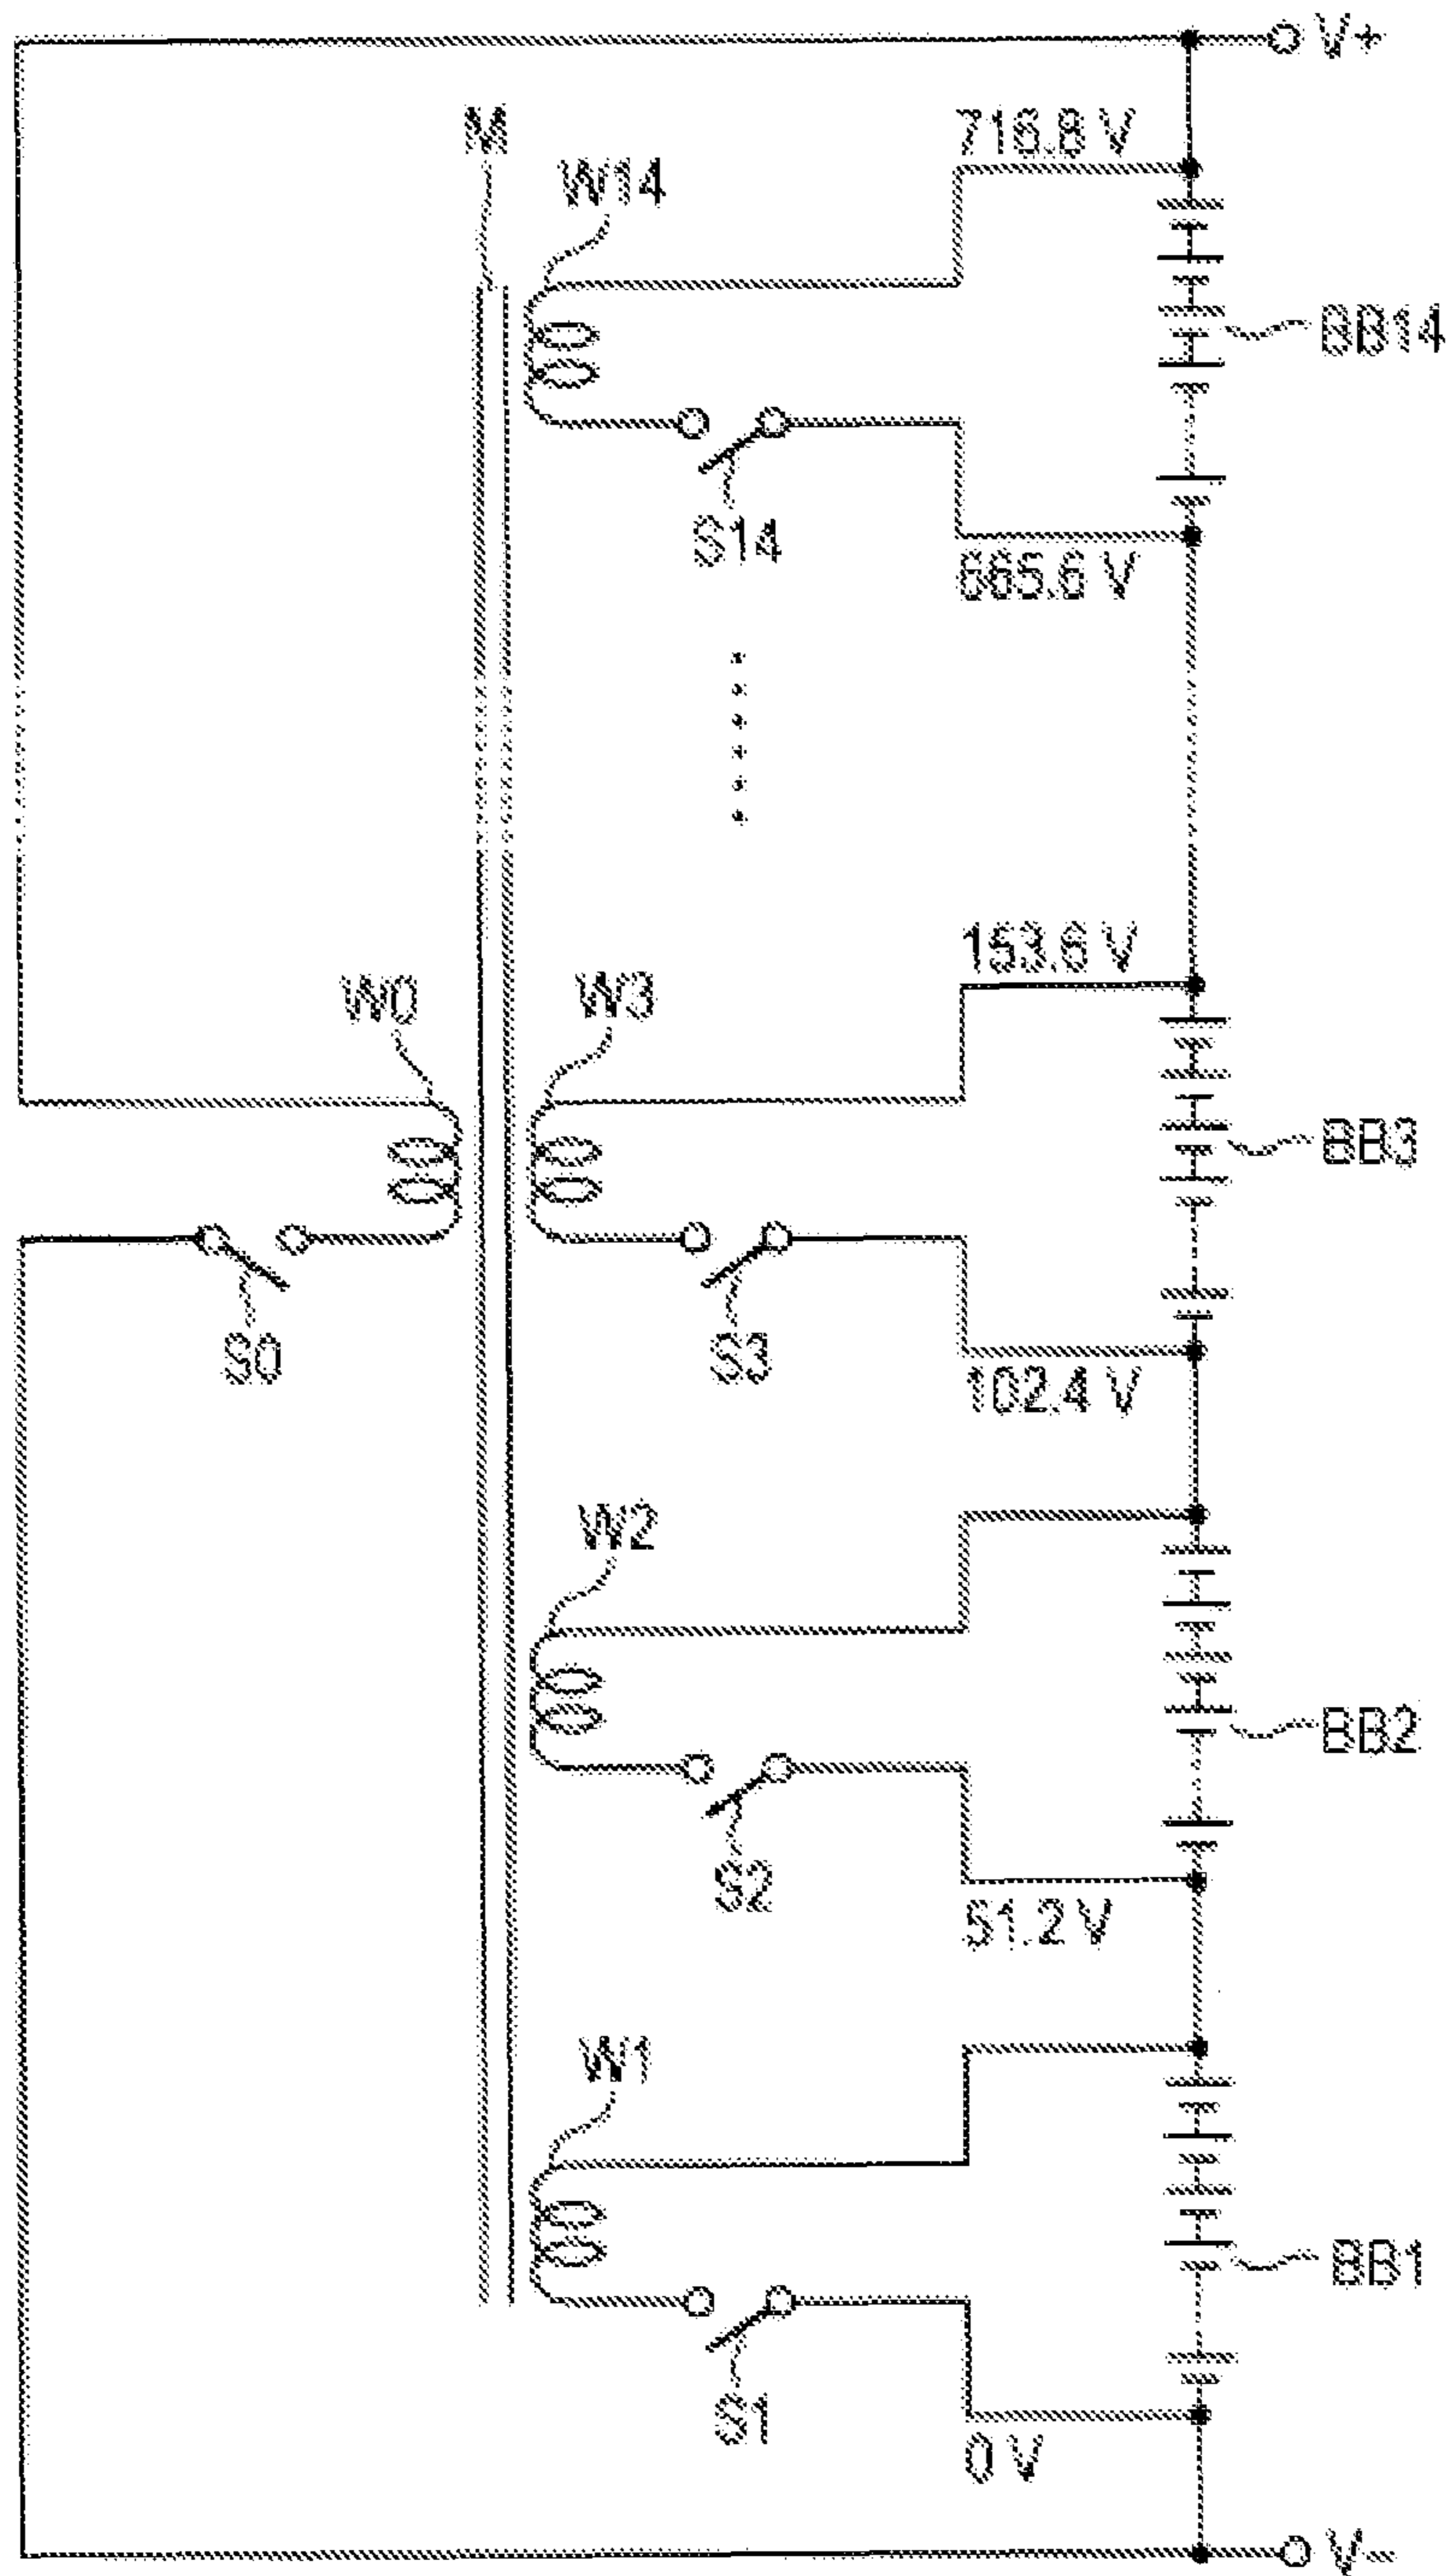 V+
M
716.8 V
W14
BB14
S14
665.6 V
153.6 V
W0
W3
BB3
S0
S3
102.4 V
W2
BB2
S2
51.2 V
W1
BB1
S1
0 V
V-